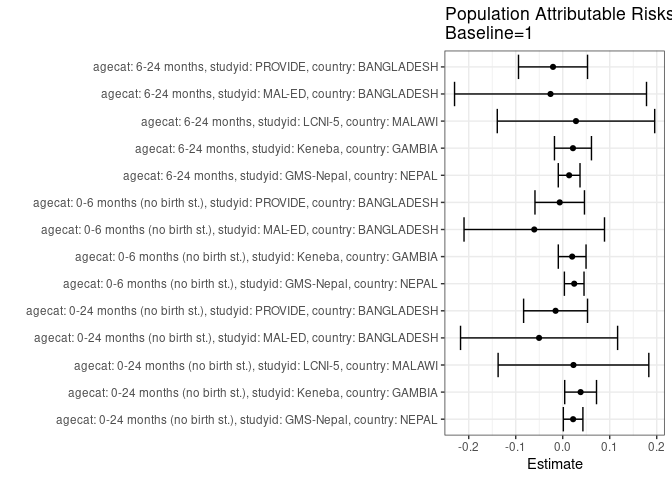 Population Attributable Risks
Baseline=1
agecat: 6-24 months, studyid: PROVIDE, country: BANGLADESH
agecat: 6-24 months, studyid: MAL-ED, country: BANGLADESH
agecat: 6-24 months, studyid: LCNI-5, country: MALAWI
agecat: 6-24 months, studyid: Keneba, country: GAMBIA
agecat: 6-24 months, studyid: GMS-Nepal, country: NEPAL
agecat: 0-6 months (no birth st.), studyid: PROVIDE, country: BANGLADESH
agecat: 0-6 months (no birth st.), studyid: MAL-ED, country: BANGLADESH
agecat: 0-6 months (no birth st.), studyid: Keneba, country: GAMBIA
agecat: 0-6 months (no birth st.), studyid: GMS-Nepal, country: NEPAL
agecat: 0-24 months (no birth st.), studyid: PROVIDE, country: BANGLADESH
agecat: 0-24 months (no birth st.), studyid: MAL-ED, country: BANGLADESH
agecat: 0-24 months (no birth st.), studyid: LCNI-5, country: MALAWI
agecat: 0-24 months (no birth st.), studyid: Keneba, country: GAMBIA
agecat: 0-24 months (no birth st.), studyid: GMS-Nepal, country: NEPAL
-0.2 -0.1 0.0 0.1 0.2
Estimate